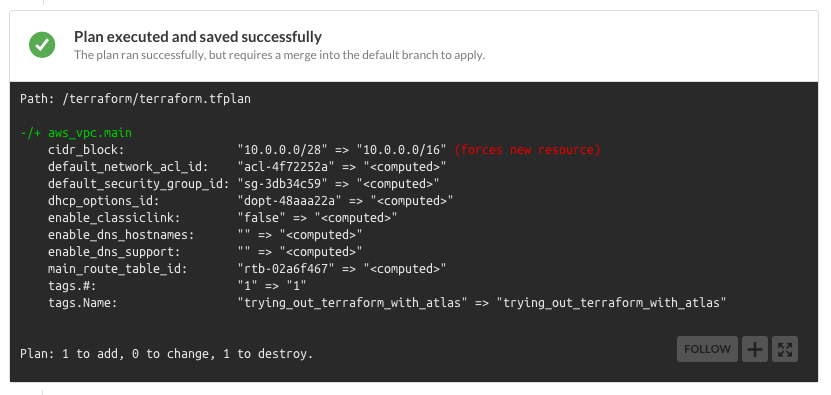 Plan executed and saved successfully
The plan ran successfully, but requires a merge into the default branch to apply.
Path: /terraform/terraform.tfplan
-/+ aws_vpc.main
cidr_block: "10.0.0.0/28" => "10.0.0.0/16" (forces new resource)
default_network_acl_id: "acl-4f72252a" => "<computed>"
default_security_group_id: "sg-3db34c59" => "<computed>"
dhcp_options_id: "dopt-48aaa22a" => "<computed>"
enable_classiclink: "false" => "<computed>"
enable_dns_hostnames: "" => "<computed>"
enable_dns_support: "" => "<computed>"
main_route_table_id: "rtb-02a6f467" => "<computed>"
tags.#: "1" => "1"
tags.Name: "trying_out_terraform_with_atlas" => "trying_out_terraform_with_atlas"
Plan: 1 to add, 0 to change, 1 to destroy.
FOLLOW